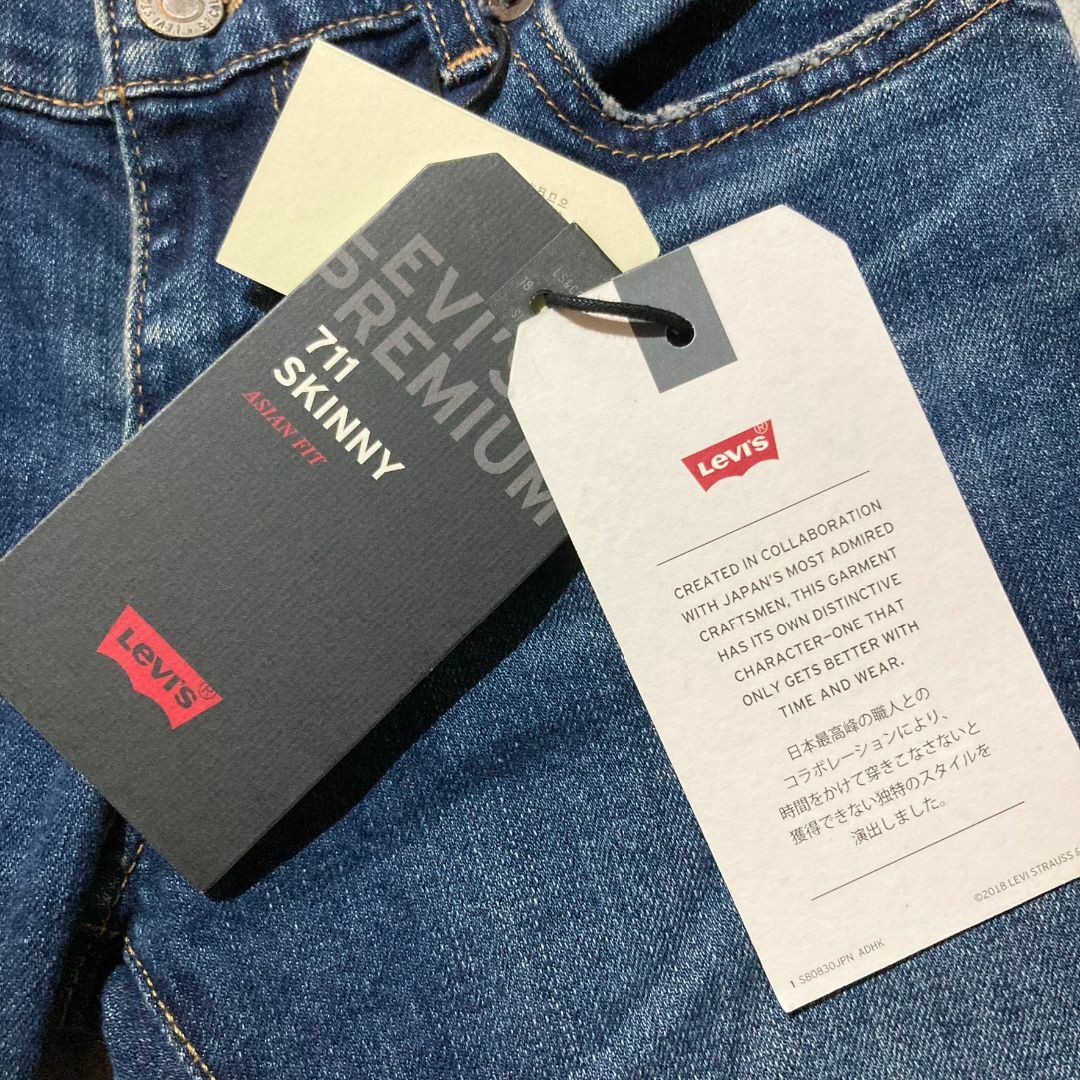 LEVI'S
PREMIUM
711
SKINNY
ASIAN FIT
Levi's®
18
Levi's®
CREATED IN COLLABORATION
WITH JAPAN'S MOST ADMIRED
CRAFTSMEN, THIS GARMENT
HAS ITS OWN DISTINCTIVE
CHARACTER–ONE THAT
ONLY GETS BETTER WITH
TIME AND WEAR.
日本最高峰の職人との
コラボレーションにより、
時間をかけて穿きこなさないと
獲得できない独特のスタイルを
演出しました。
©2018 LEVI STRAUSS &
1 S80830JPN ADHK